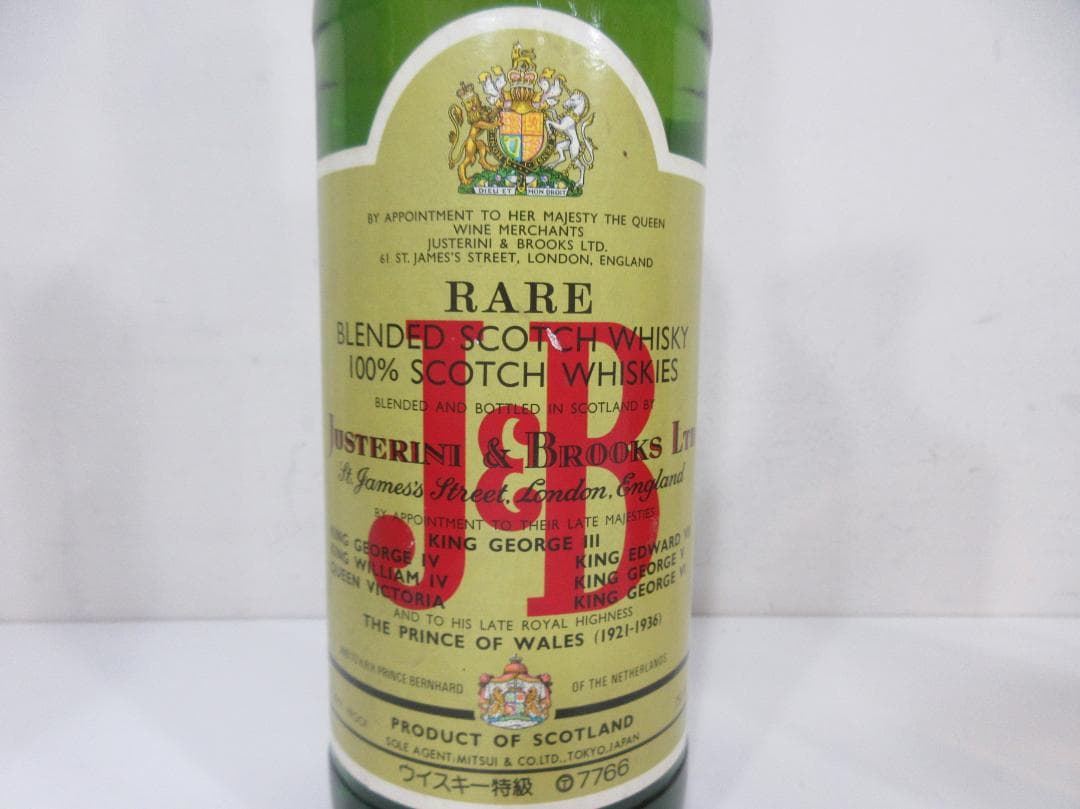 DIEU ET MON DROIT
BY APPOINTMENT TO HER MAJESTY THE QUEEN
WINE MERCHANTS
JUSTERINI & BROOKS LTD.
61 ST. JAMES'S STREET, LONDON, ENGLAND
RARE
J&B
BLENDED SCOTCH WHISKY
100% SCOTCH WHISKIES
BLENDED AND BOTTLED IN SCOTLAND BY
JUSTERINI & BROOKS LTD
St. James's Street, London, England
BY APPOINTMENT TO THEIR LATE MAJESTIES
KING GEORGE III
KING GEORGE IV
KING WILLIAM IV
QUEEN VICTORIA
KING EDWARD VII
KING GEORGE V
KING GEORGE VI
AND TO HIS LATE ROYAL HIGHNESS
THE PRINCE OF WALES (1921-1936)
H.R.H. PRINCE BERNHARD OF THE NETHERLANDS
PRODUCT OF SCOTLAND
SOLE AGENT: MITSUI & CO. LTD., TOKYO, JAPAN
ウイスキー特級 Ⓣ7766